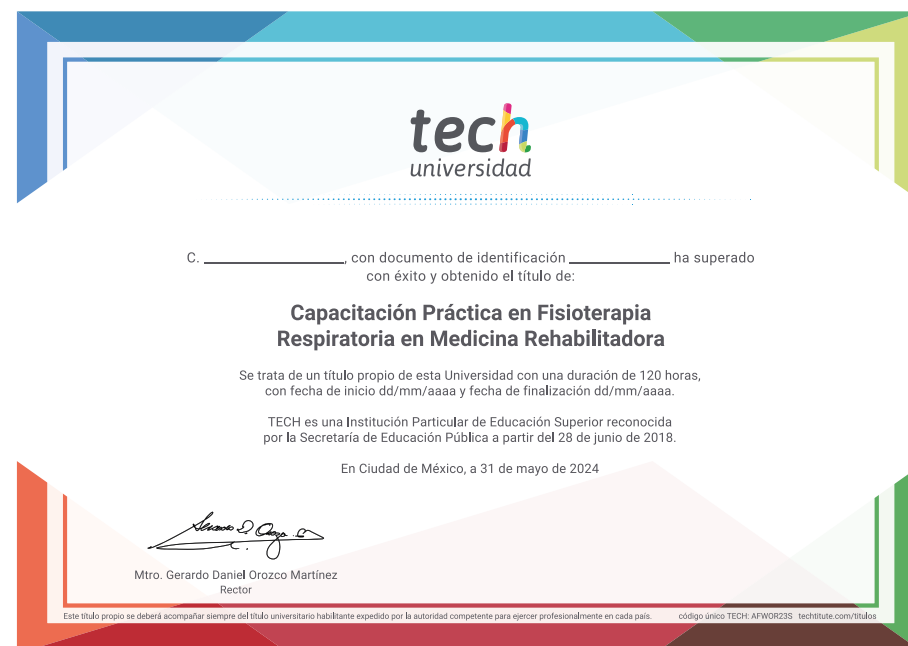 tech
universidad
C. ____________, con documento de identificación ____________ ha superado
con éxito y obtenido el título de:
Capacitación Práctica en Fisioterapia
Respiratoria en Medicina Rehabilitadora
Se trata de un título propio de esta Universidad con una duración de 120 horas,
con fecha de inicio dd/mm/aaaa y fecha de finalización dd/mm/aaaa.
TECH es una Institución Particular de Educación Superior reconocida
por la Secretaría de Educación Pública a partir del 28 de junio de 2018.
En Ciudad de México, a 31 de mayo de 2024
Mtro. Gerardo Daniel Orozco Martínez
Rector
Este título propio se deberá acompañar siempre del título universitario habilitante expedido por la autoridad competente para ejercer profesionalmente en cada país. código único TECH: AFWOR23S techtitute.com/titulos